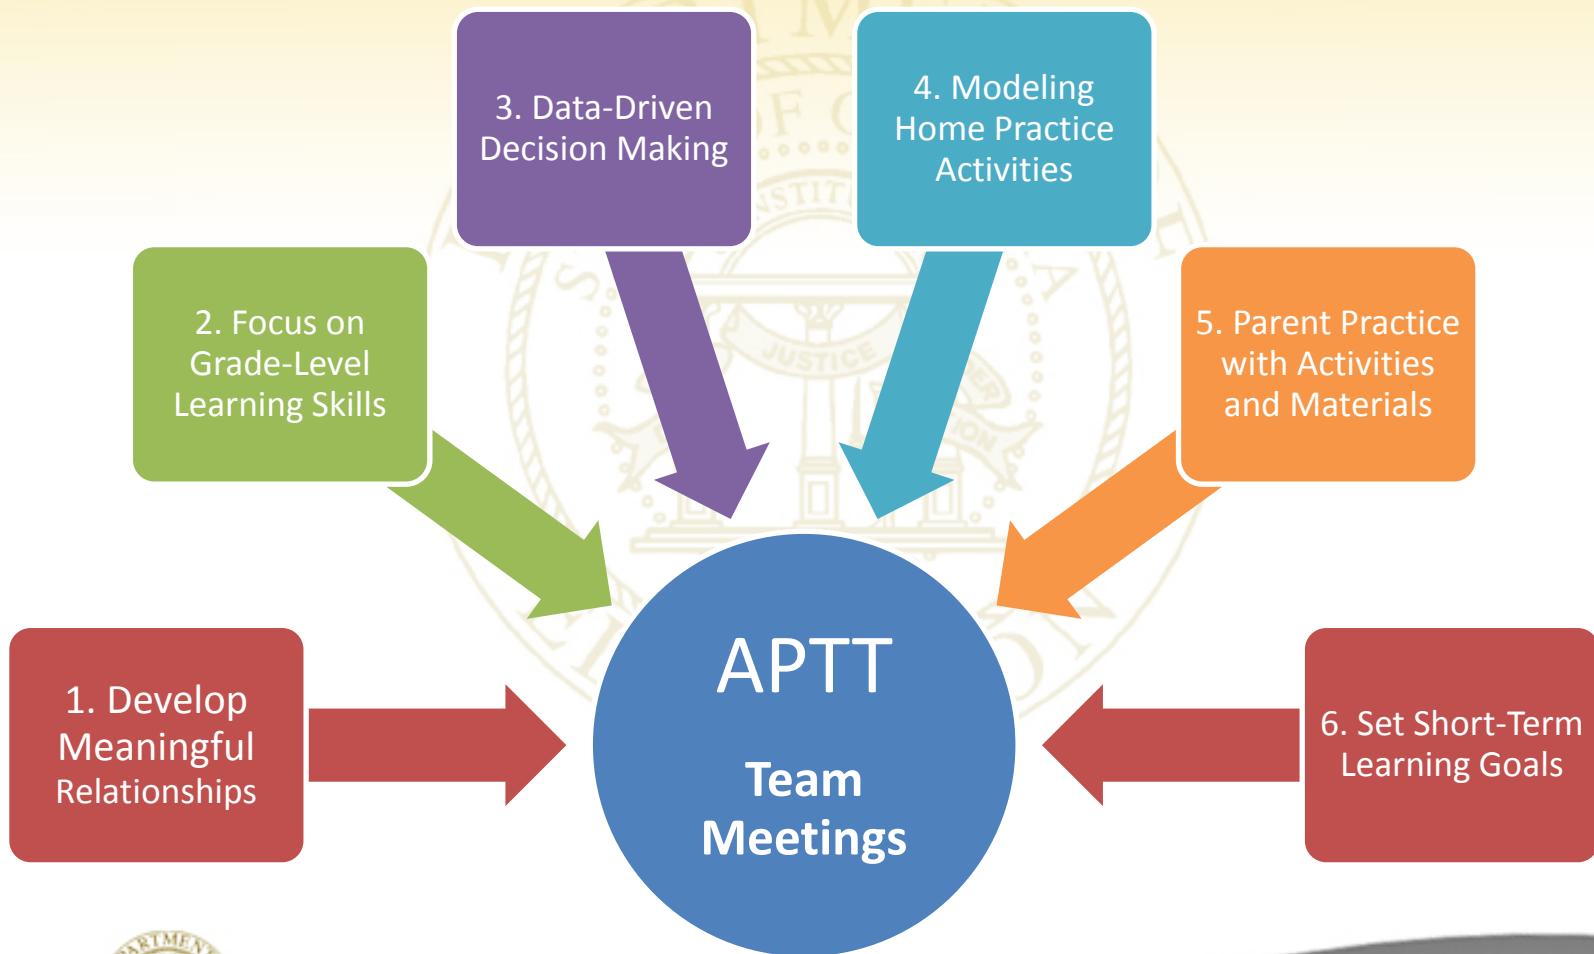 1. Develop
Meaningful
Relationships
2. Focus on
Grade-Level
Learning Skills
3. Data-Driven
Decision Making
4. Modeling
Home Practice
Activities
5. Parent Practice
with Activities
and Materials
6. Set Short-Term
Learning Goals
APTT
Team
Meetings
JUSTICE